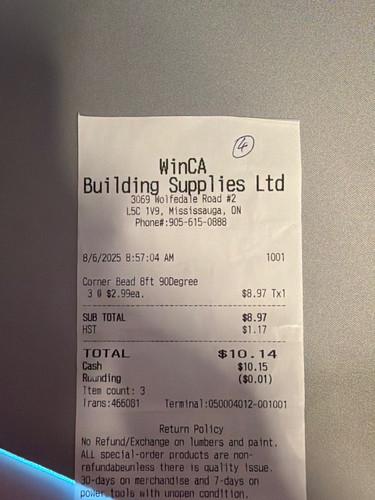 4
WinCA
Building Supplies Ltd
3069 Wolfedale Road #2
L5C 1V9, Mississauga, ON
Phone#:905-615-0888
8/6/2025 8:57:04 AM 1001
Corner Bead 8ft 90Degree
3 @ $2.99ea. $8.97 Tx1
SUB TOTAL $8.97
HST $1.17
TOTAL $10.14
Cash $10.15
Rounding ($0.01)
Item count: 3
Trans:466081 Terminal:050004012-001001
Return Policy
No Refund/Exchange on lumbers and paint.
ALL special-order products are non-
refundabeunless there is quality issue.
30-days on merchandise and 7-days on
power tools with unopen condition.